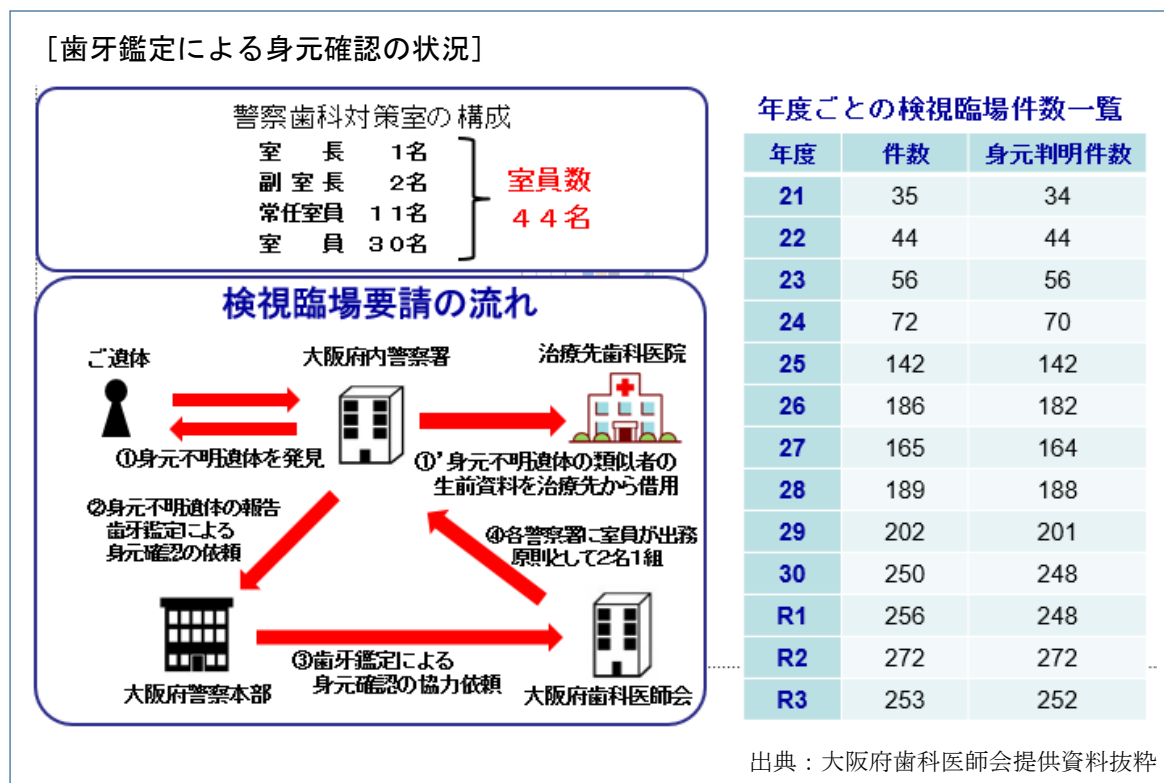 ［歯牙鑑定による身元確認の状況］
警察歯科対策室の構成
室　長　1名
副室長　2名
常任室員　１1名
室　員　３0名
室員数
４４名
検視臨場要請の流れ
ご遺体
大阪府内警察署
治療先歯科医院
①身元不明遺体を発見
①’身元不明遺体の類似者の
生前資料を治療先から借用
②身元不明遺体の報告
歯牙鑑定による
身元確認の依頼
④各警察署に室員が出務
原則として2名1組
③歯牙鑑定による
身元確認の協力依頼
大阪府警察本部
大阪府歯科医師会
年度ごとの検視臨場件数一覧
年度 件数 身元判明件数
21 35 34
22 44 44
23 56 56
24 72 70
25 142 142
26 186 182
27 165 164
28 189 188
29 202 201
30 250 248
R1 256 248
R2 272 272
R3 253 252
出典：大阪府歯科医師会提供資料抜粋